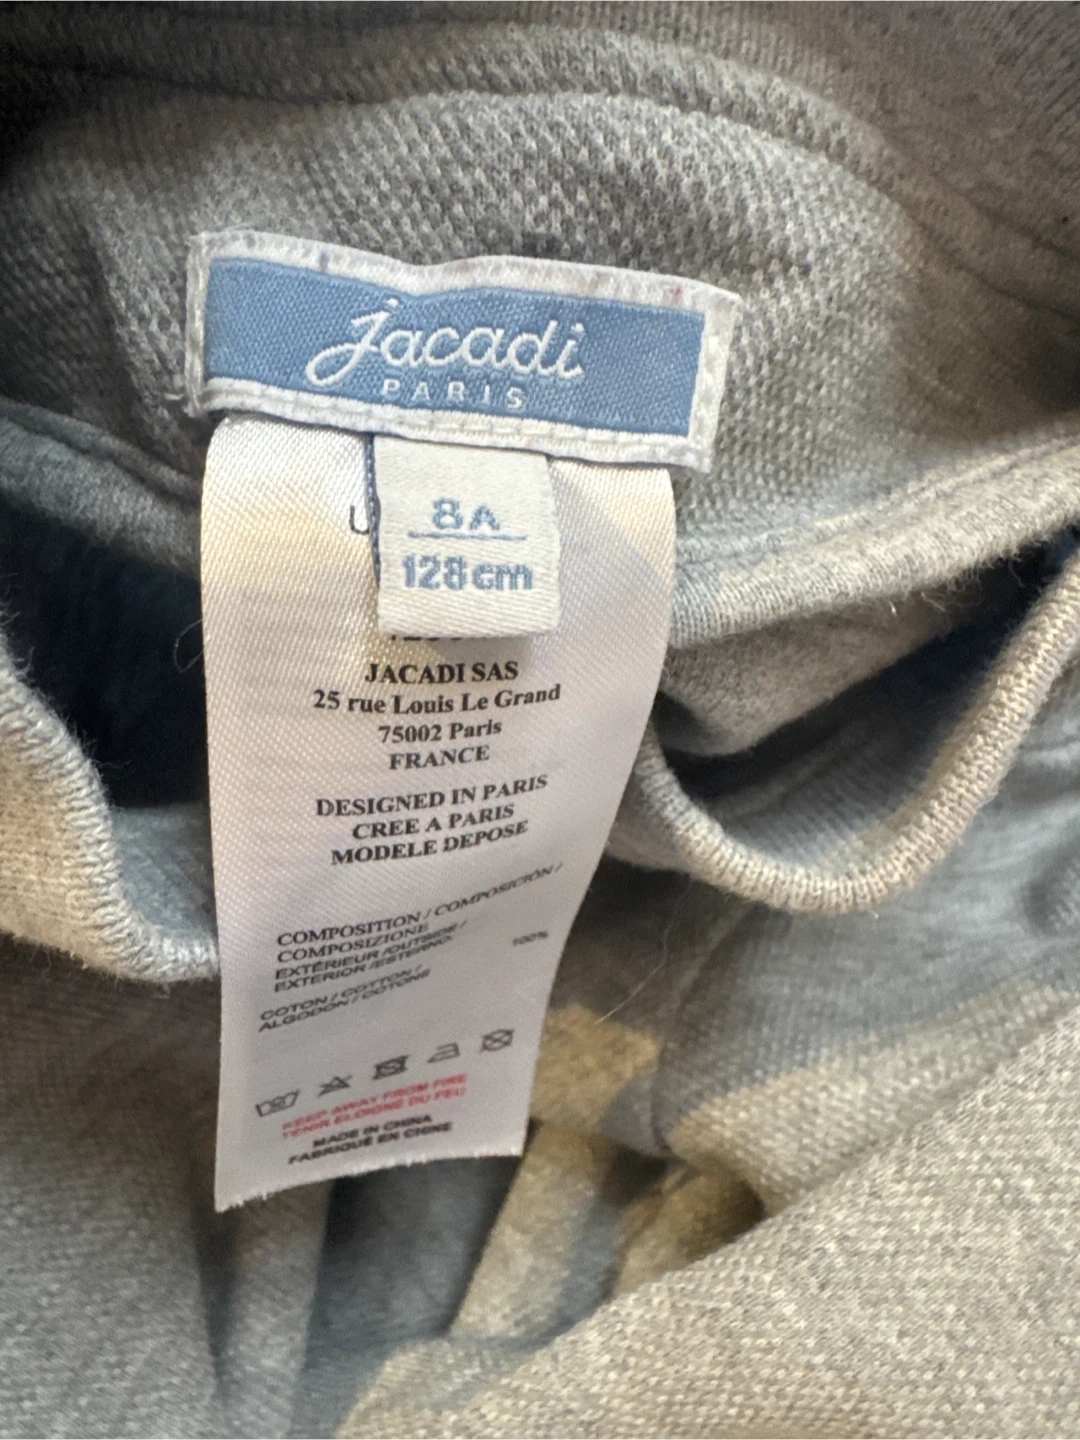 jacadi
PARIS
8A
128cm
JACADI SAS
25 rue Louis Le Grand
75002 Paris
FRANCE
DESIGNED IN PARIS
CREE A PARIS
MODELE DEPOSE
COMPOSITION / COMPOSICIÓN /
COMPOSIZIONE
EXTÉRIEUR /OUTSIDE /
EXTERIOR /ESTERNO.
100%
COTON / COTTON /
ALGODON / COTONE
KEEP AWAY FROM FIRE
TENIR ELOIGNÉ DU FEU
MADE IN CHINA
FABRIQUÉ EN CHINE